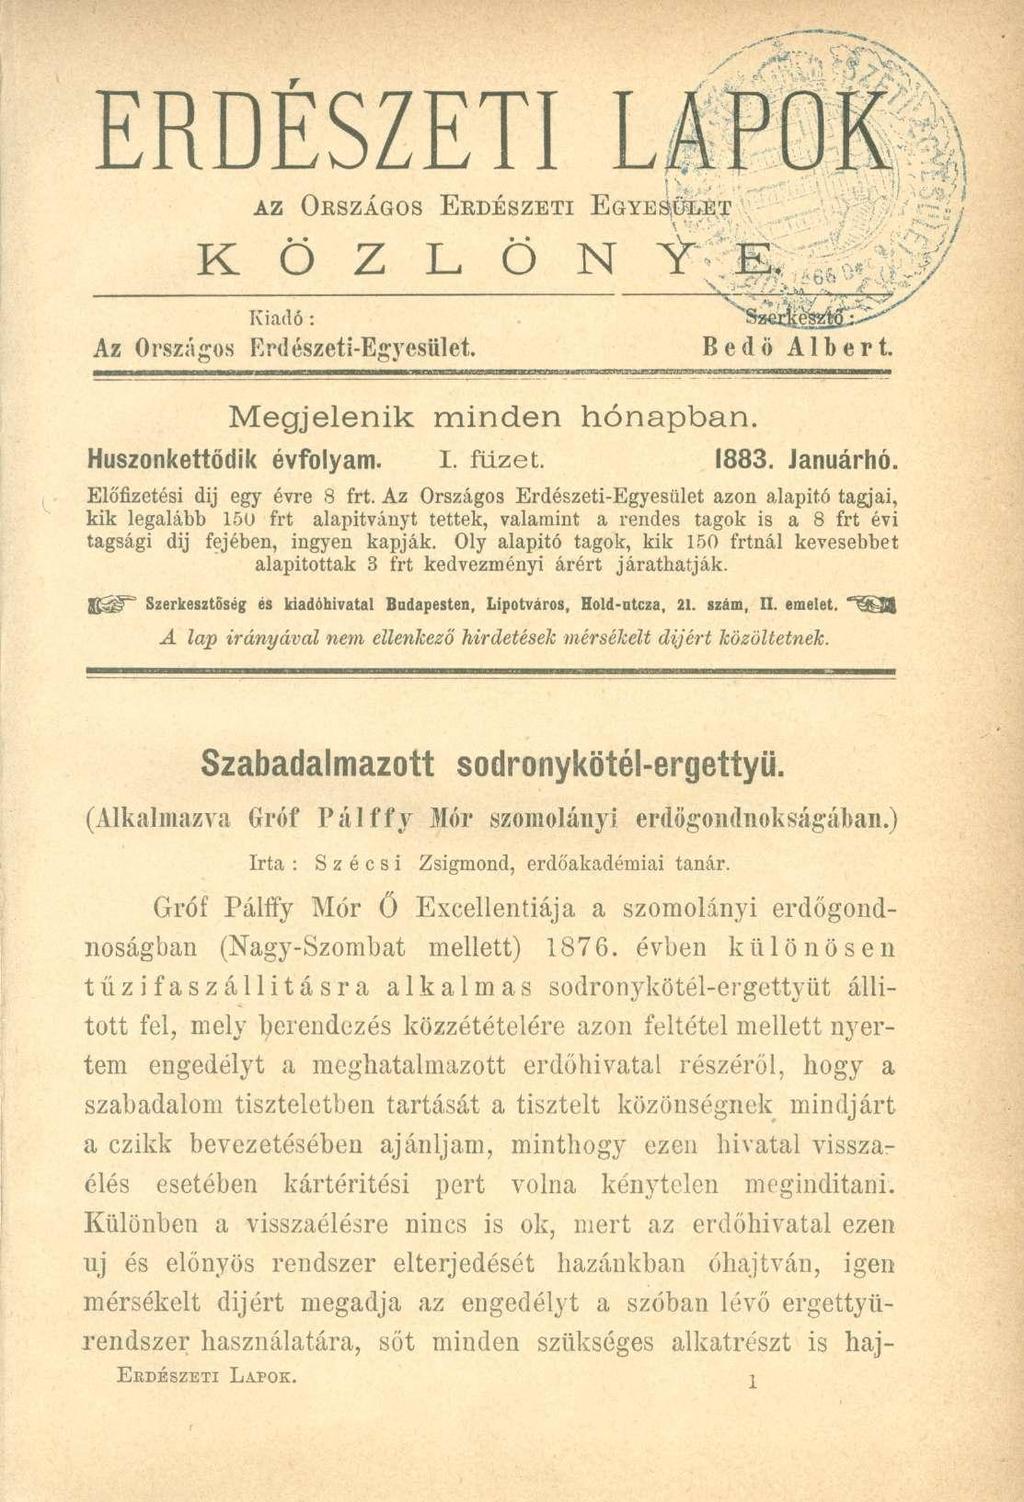 ERDÉSZETI LAPOK
AZ ORSZÁGOS ERDÉSZETI EGYESÜLET
KÖZLÖNYE.
Kiadó: Szerkesztő:
Az Országos Erdészeti-Egyesület. Bedö Albert.
Megjelenik minden hónapban.
Huszonkettődik évfolyam. I. füzet. 1883. Januárhó.
Előfizetési dij egy évre 8 frt. Az Országos Erdészeti-Egyesület azon alapitó tagjai,
kik legalább 150 frt alapitványt tettek, valamint a rendes tagok is a 8 frt évi
tagsági dij fejében, ingyen kapják. Oly alapitó tagok, kik 150 frtnál kevesebbet
alapitottak 3 frt kedvezményi árért járathatják.
Szerkesztőség és kiadóhivatal Budapesten, Lipotváros, Hold-utcza, 21. szám, II. emelet.
A lap irányával nem ellenkező hirdetések mérsékelt dijért közöltetnek.
Szabadalmazott sodronykötél-ergettyü.
(Alkalmazva Gróf Pálffy Mór szomolányi erdőgondnokságában.)
Irta: Szécsi Zsigmond, erdőakadémiai tanár.
Gróf Pálffy Mór Ő Excellentiája a szomolányi erdőgond-
noságban (Nagy-Szombat mellett) 1876. évben különösen
tűzifaszállitásra alkalmas sodronykötél-ergettyüt álli-
tott fel, mely berendezés közzétételére azon feltétel mellett nyer-
tem engedélyt a meghatalmazott erdőhivatal részéről, hogy a
szabadalom tiszteletben tartását a tisztelt közönségnek mindjárt
a czikk bevezetésében ajánljam, minthogy ezen hivatal vissza-
élés esetében kártéritési pert volna kénytelen meginditani.
Különben a visszaélésre nincs is ok, mert az erdőhivatal ezen
uj és előnyös rendszer elterjedését hazánkban óhajtván, igen
mérsékelt dijért megadja az engedélyt a szóban lévő ergettyü-
rendszer használatára, sőt minden szükséges alkatrészt is haj-
ERDÉSZETI LAPOK. 1